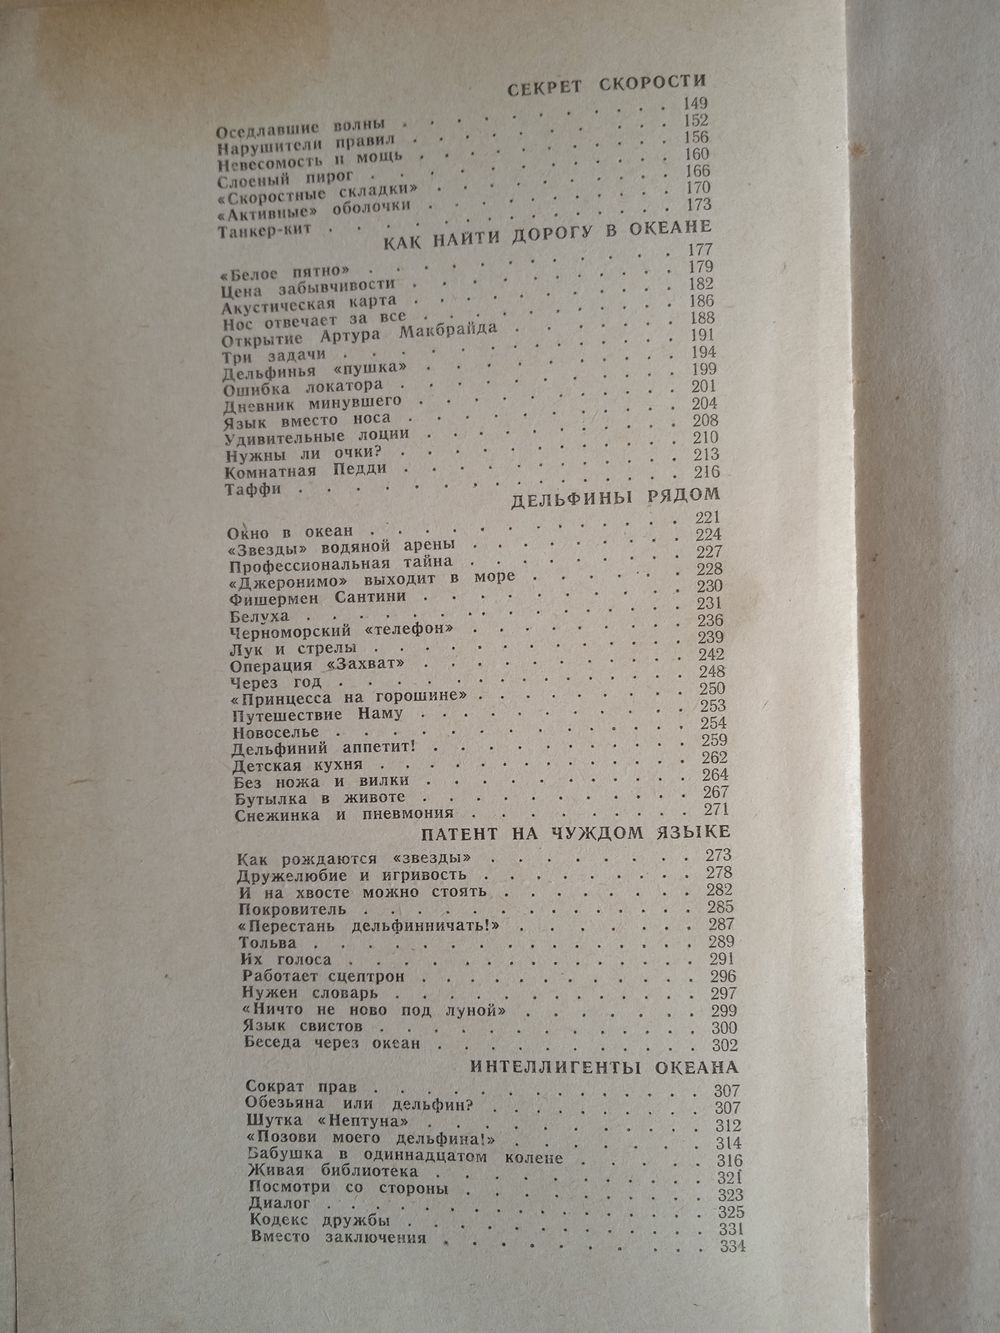 СЕКРЕТ СКОРОСТИ
Оседлавшие волны . . . . . . . . . . 149
Нарушители правил . . . . . . . . . . 152
Невесомость и мощь . . . . . . . . . . 156
Слоеный пирог . . . . . . . . . . 160
«Скоростные складки» . . . . . . . . . . 166
«Активные» оболочки . . . . . . . . . . 170
Танкер-кит . . . . . . . . . . 173
КАК НАЙТИ ДОРОГУ В ОКЕАНЕ
«Белое пятно» . . . . . . . . . . 177
Цена забывчивости . . . . . . . . . . 179
Акустическая карта . . . . . . . . . . 182
Нос отвечает за все . . . . . . . . . . 186
Открытие Артура Макбрайда . . . . . . 188
Три задачи . . . . . . . . . . 191
Дельфинья «пушка» . . . . . . . . . . 194
Ошибка локатора . . . . . . . . . . 199
Дневник минувшего . . . . . . . . . . 201
Язык вместо носа . . . . . . . . . . 204
Удивительные лоции . . . . . . . . . . 208
Нужны ли очки? . . . . . . . . . . 210
Комнатная Педди . . . . . . . . . . 213
Таффи . . . . . . . . . . 216
ДЕЛЬФИНЫ РЯДОМ
Окно в океан . . . . . . . . . . 221
«Звезды» водяной арены . . . . . . . . 224
Профессиональная тайна . . . . . . . . 227
«Джеронимо» выходит в море . . . . . . 228
Фишермен Сантини . . . . . . . . . . 230
Белуха . . . . . . . . . . 231
Черноморский «телефон» . . . . . . . . 236
Лук и стрелы . . . . . . . . . . 239
Операция «Захват» . . . . . . . . . . 242
Через год . . . . . . . . . . 248
«Принцесса на горошине» . . . . . . . . 250
Путешествие Наму . . . . . . . . . . 253
Новоселье . . . . . . . . . . 254
Дельфиний аппетит! . . . . . . . . . . 259
Детская кухня . . . . . . . . . . 262
Без ножа и вилки . . . . . . . . . . 264
Бутылка в животе . . . . . . . . . . 267
Снежинка и пневмония . . . . . . . . 271
ПАТЕНТ НА ЧУЖДОМ ЯЗЫКЕ
Как рождаются «звезды» . . . . . . . . 273
Дружелюбие и игривость . . . . . . . . 278
И на хвосте можно стоять . . . . . . . 282
Покровитель . . . . . . . . . . 285
«Перестань дельфинничать!» . . . . . . . 287
Тольва . . . . . . . . . . 289
Их голоса . . . . . . . . . . 291
Работает сцептрон . . . . . . . . . . 296
Нужен словарь . . . . . . . . . . 297
«Ничто не ново под луной» . . . . . . . 299
Язык свистов . . . . . . . . . . 300
Беседа через океан . . . . . . . . . . 302
ИНТЕЛЛИГЕНТЫ ОКЕАНА
Сократ прав . . . . . . . . . . 307
Обезьяна или дельфин? . . . . . . . . 307
Шутка «Нептуна» . . . . . . . . . . 312
«Позови моего дельфина!» . . . . . . . 314
Бабушка в одиннадцатом колене . . . . . 316
Живая библиотека . . . . . . . . . . 321
Посмотри со стороны . . . . . . . . . 323
Диалог . . . . . . . . . . 325
Кодекс дружбы . . . . . . . . . . 331
Вместо заключения . . . . . . . . . . 334